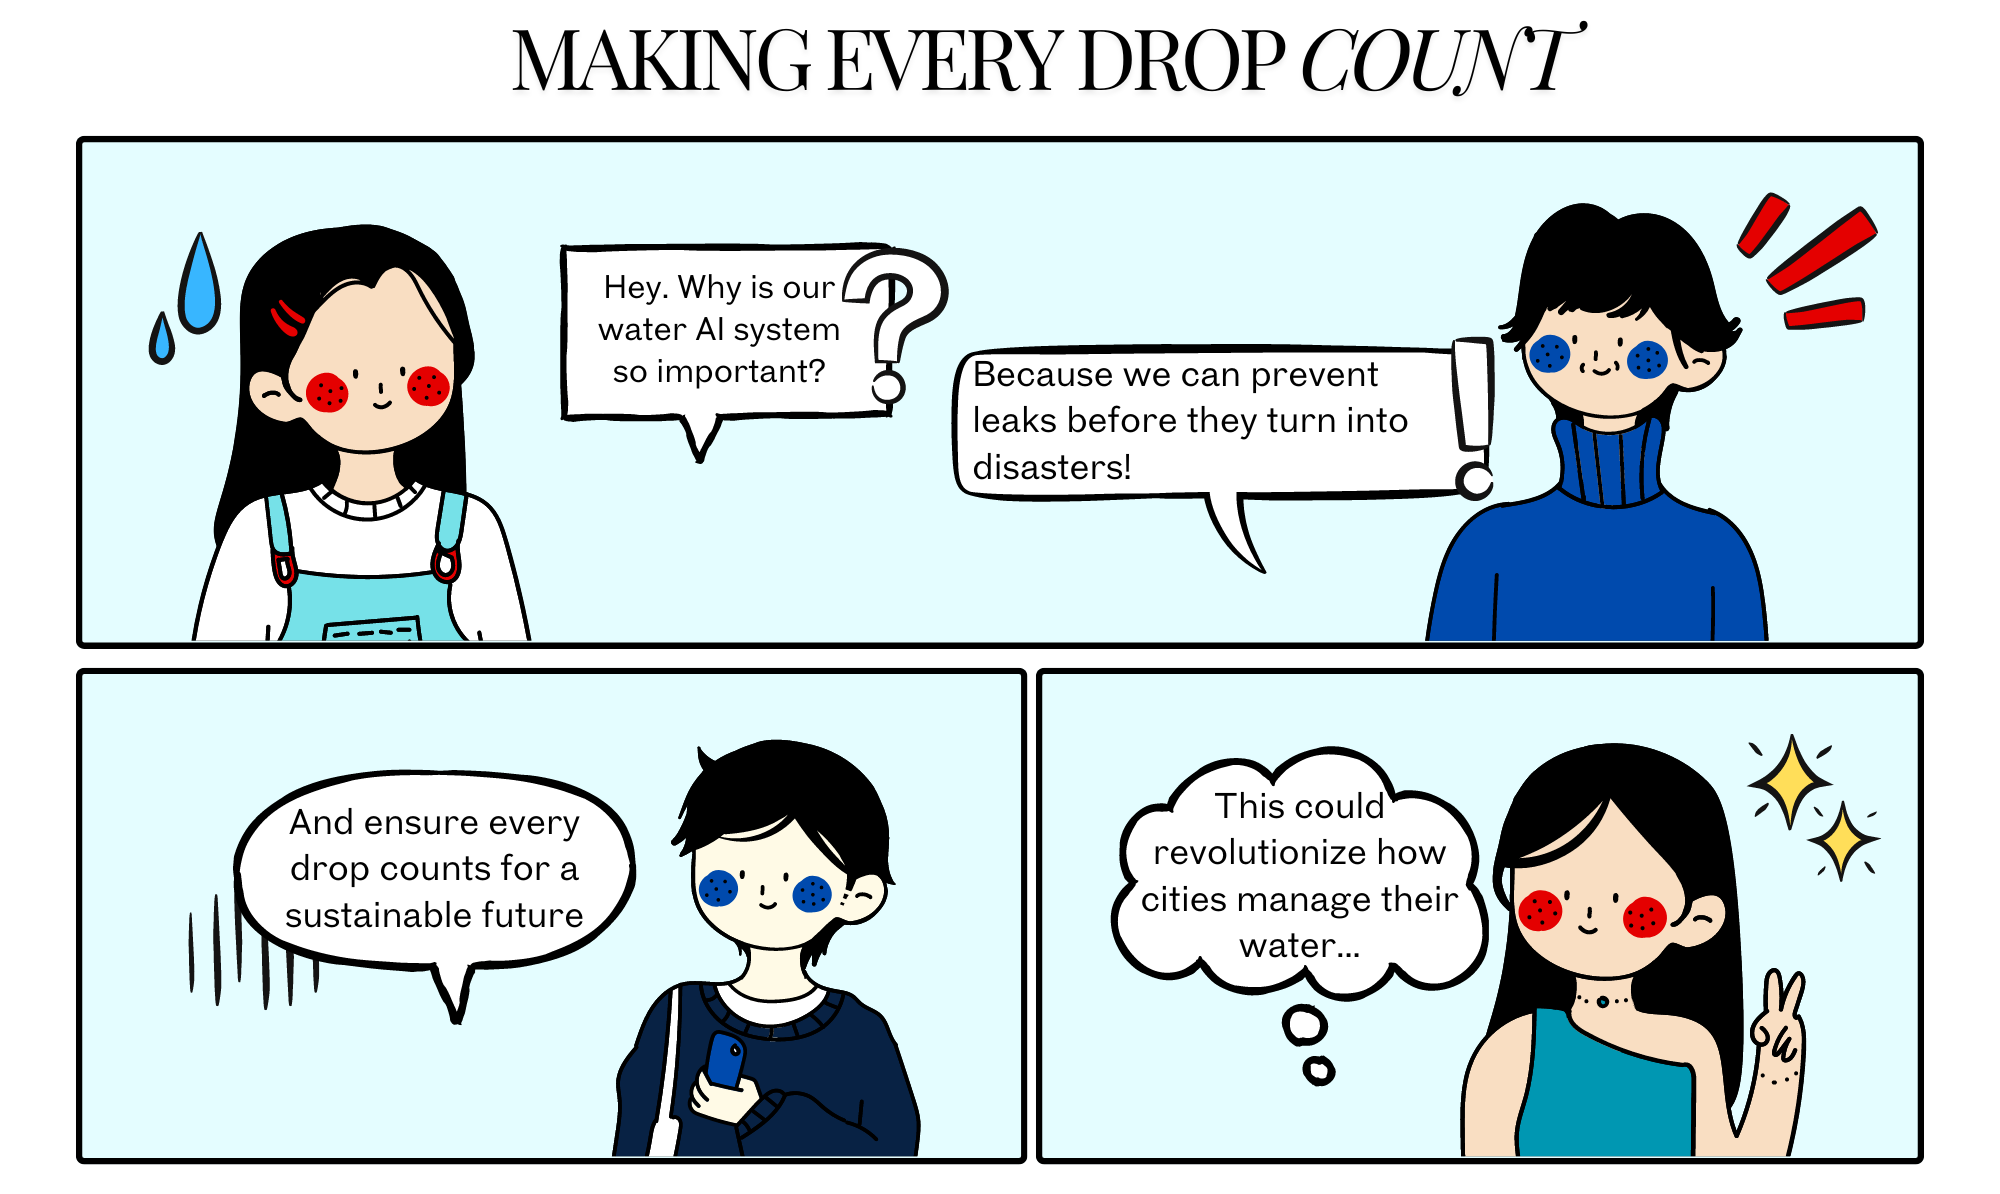 MAKING EVERY DROP COUNT
Hey. Why is our
water AI system
so important?
?
Because we can prevent
leaks before they turn into
disasters!
!
And ensure every
drop counts for a
sustainable future
This could
revolutionize how
cities manage their
water...